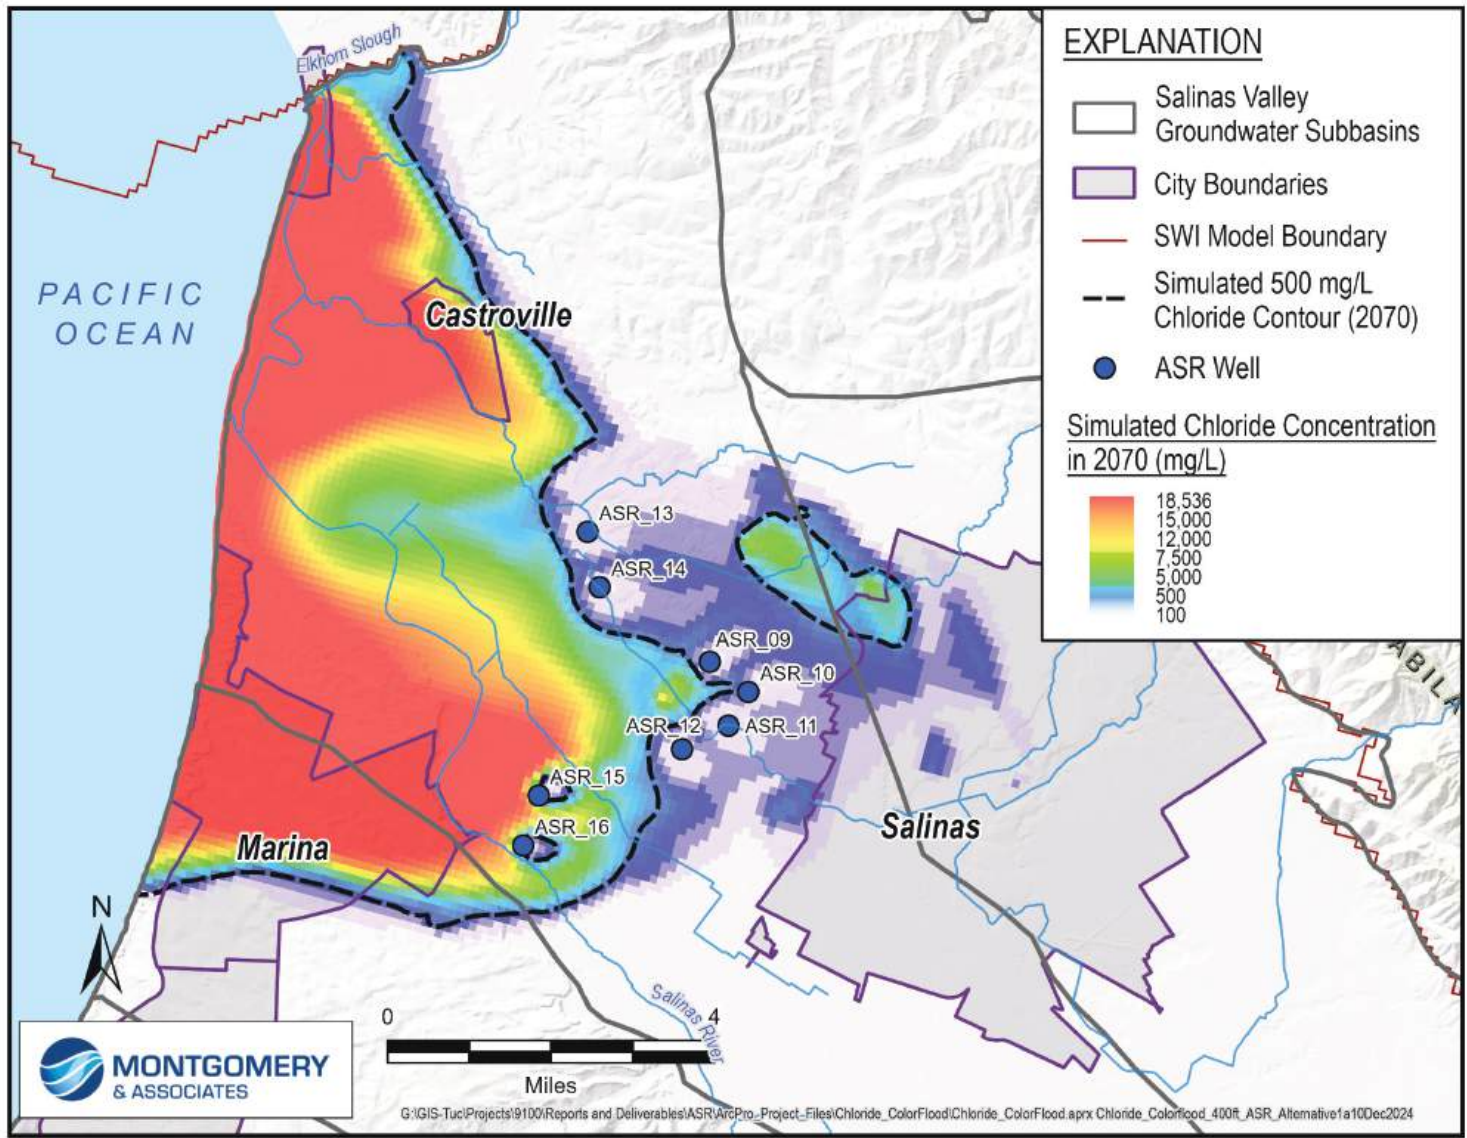 EXPLANATION
Salinas Valley
Groundwater Subbasins
City Boundaries
SWI Model Boundary
Simulated 500 mg/L
Chloride Contour (2070)
ASR Well
Simulated Chloride Concentration
in 2070 (mg/L)
18,536
15,000
12,000
7,500
5,000
500
100
Elkhorn Slough
PACIFIC
OCEAN
Castroville
ASR_13
ASR_14
ASR_09
ASR_10
ASR_12
ASR_11
ASR_15
ASR_16
ABILA
Salinas
Marina
N
Salinas River
0 4
Miles
MONTGOMERY
& ASSOCIATES
G:\GIS-Tuc\Projects\9100\Reports and Deliverables\ASR\ArcPro_Project_Files\Chloride_ColorFlood\Chloride_ColorFlood.aprx Chloride_Colorflood_400ft_ASR_Alternative1a10Dec2024